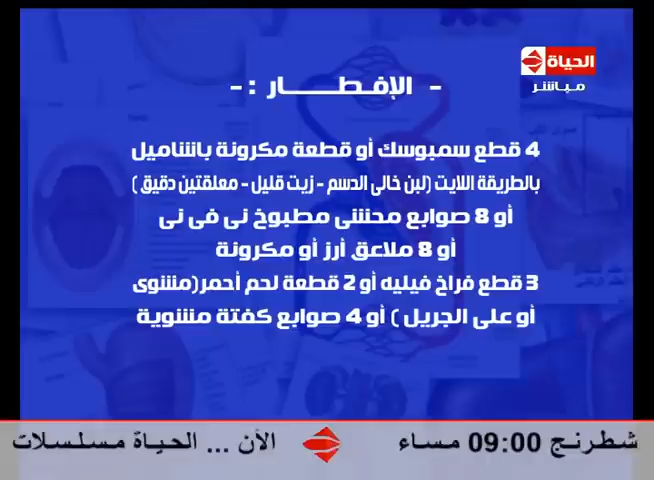 الحياة
مباشر
- الإفطار :-
4 قطع سمبوسك أو قطعة مكرونة باشاميل
بالطريقة اللايت (لبن خالى الدسم - زيت قليل - معلقتين دقيق )
أو 8 صوابع محشى مطبوخ نى فى نى
أو 8 ملاعق أرز أو مكرونة
3 قطع فراخ فيليه أو 2 قطعة لحم أحمر(مشوى
أو على الجريل ) أو 4 صوابع كفتة مشوية
شطرنج 09:00 مساء الأن ... الحياة مسلسلات